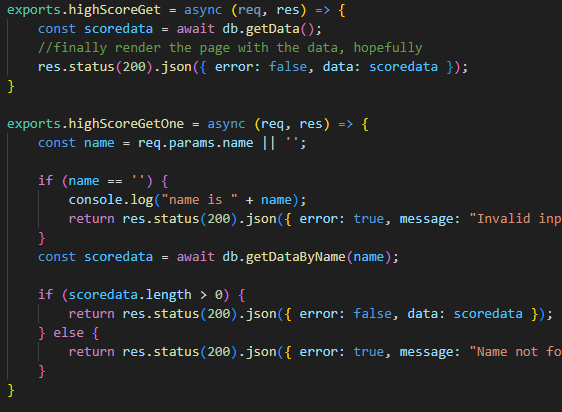 exports.highScoreGet = async (req, res) => {
const scoredata = await db.getData();
//finally render the page with the data, hopefully
res.status(200).json({ error: false, data: scoredata });
}
exports.highScoreGetOne = async (req, res) => {
const name = req.params.name || '';
if (name == '') {
console.log("name is " + name);
return res.status(200).json({ error: true, message: "Invalid inp
}
const scoredata = await db.getDataByName(name);
if (scoredata.length > 0) {
return res.status(200).json({ error: false, data: scoredata });
} else {
return res.status(200).json({ error: true, message: "Name not fo
}
}